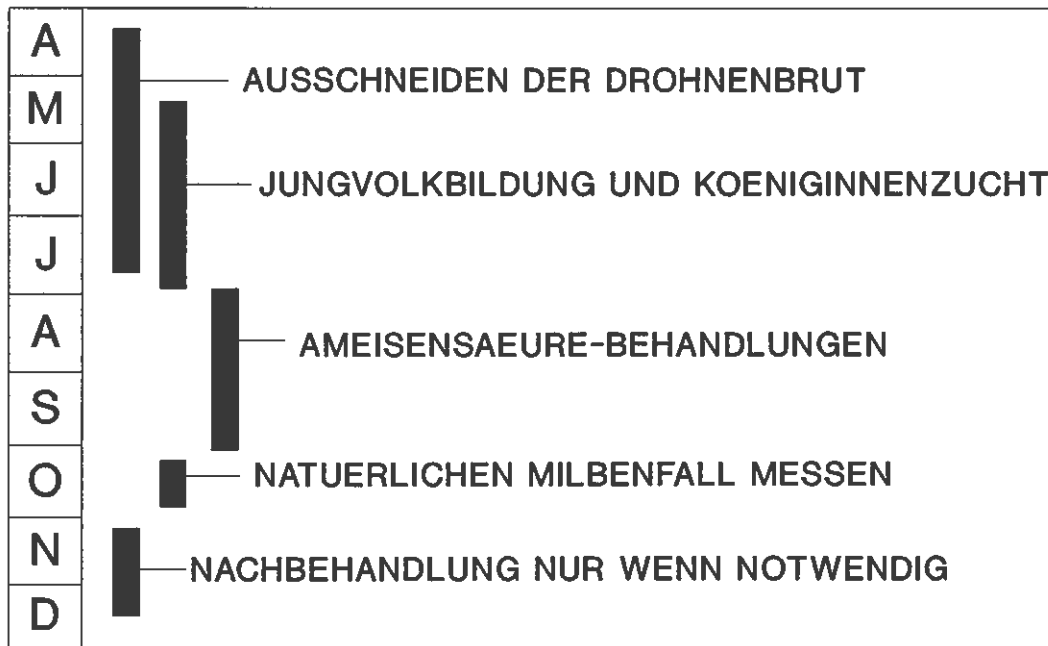 A
AUSSCHNEIDEN DER DROHNENBRUT
M
J
JUNGVOLKBILDUNG UND KOENIGINNENZUCHT
J
A
AMEISENSAEURE-BEHANDLUNGEN
S
O
NATUERLICHEN MILBENFALL MESSEN
N
NACHBEHANDLUNG NUR WENN NOTWENDIG
D